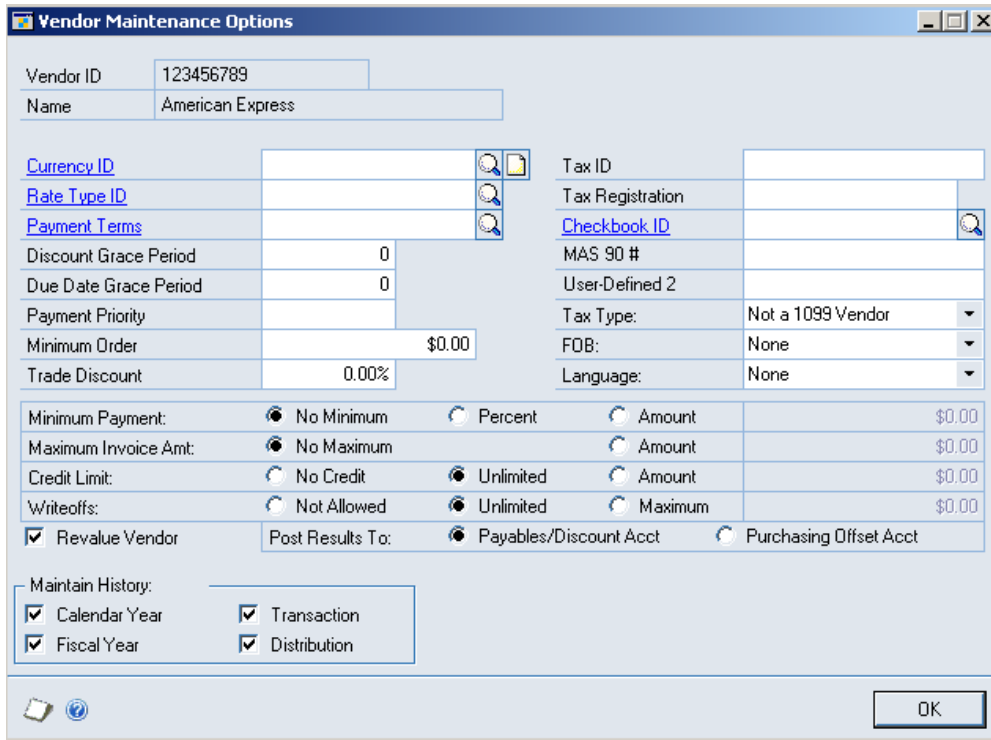 Vendor Maintenance Options
Vendor ID 123456789
Name American Express
Currency ID Tax ID
Rate Type ID Tax Registration
Payment Terms Checkbook ID
Discount Grace Period 0 MAS 90 #
Due Date Grace Period 0 User-Defined 2
Payment Priority Tax Type: Not a 1099 Vendor
Minimum Order $0.00 FOB: None
Trade Discount 0.00% Language: None
Minimum Payment: No Minimum Percent Amount $0.00
Maximum Invoice Amt: No Maximum Amount $0.00
Credit Limit: No Credit Unlimited Amount $0.00
Writeoffs: Not Allowed Unlimited Maximum $0.00
Revalue Vendor Post Results To: Payables/Discount Acct Purchasing Offset Acct
Maintain History:
Calendar Year Transaction
Fiscal Year Distribution
OK